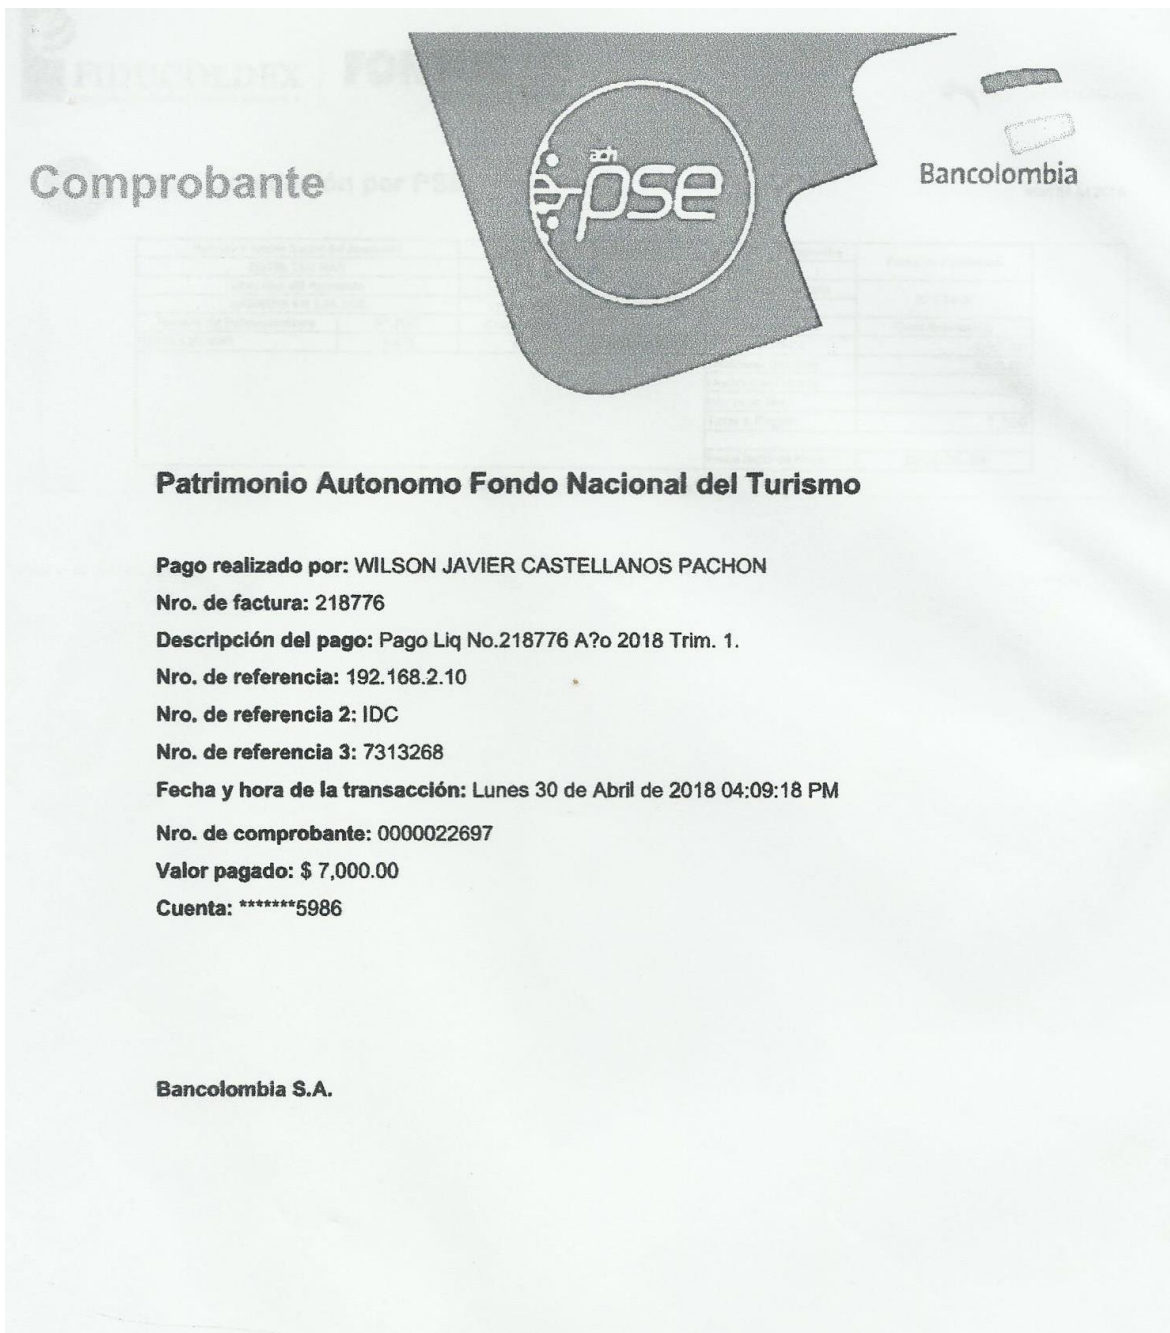 FIDUCOLDEX
Comprobante
ach
pse
Bancolombia
Patrimonio Autonomo Fondo Nacional del Turismo
Pago realizado por: WILSON JAVIER CASTELLANOS PACHON
Nro. de factura: 218776
Descripción del pago: Pago Liq No.218776 A?o 2018 Trim. 1.
Nro. de referencia: 192.168.2.10
Nro. de referencia 2: IDC
Nro. de referencia 3: 7313268
Fecha y hora de la transacción: Lunes 30 de Abril de 2018 04:09:18 PM
Nro. de comprobante: 0000022697
Valor pagado: $ 7,000.00
Cuenta: *******5986
Bancolombia S.A.